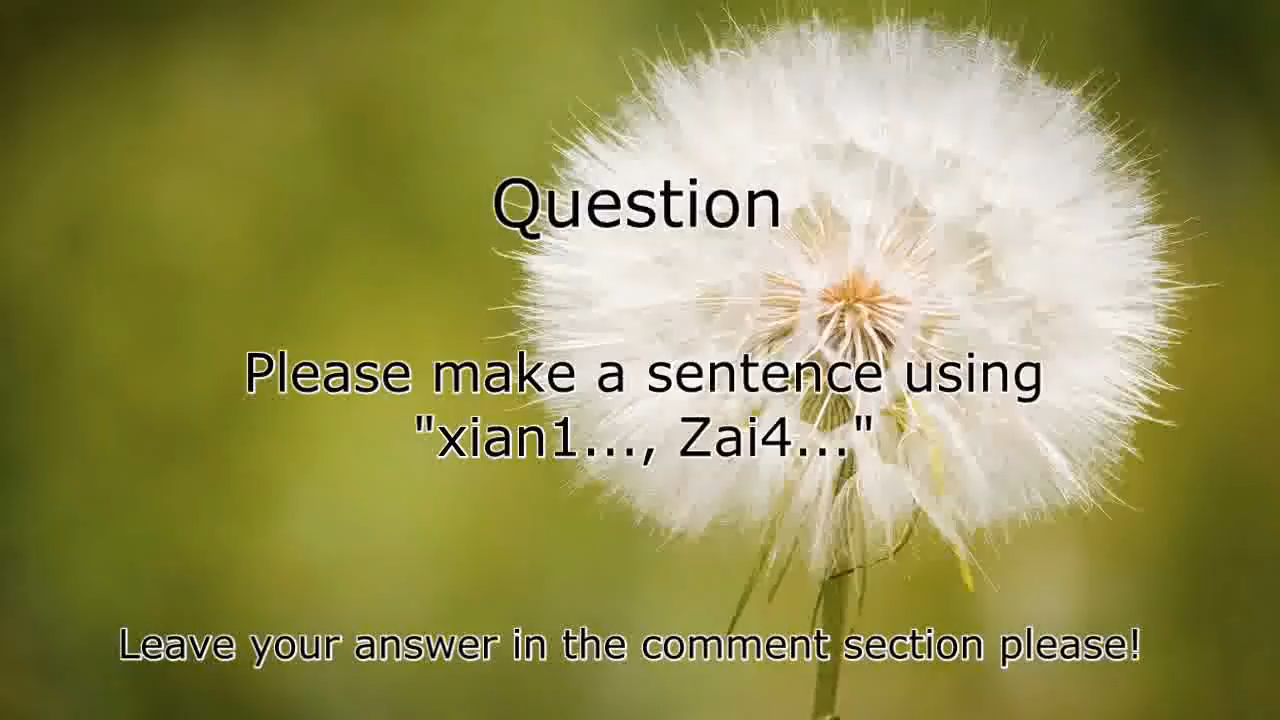 Question
Please make a sentence using
"xian1..., Zai4..."
Leave your answer in the comment section please!